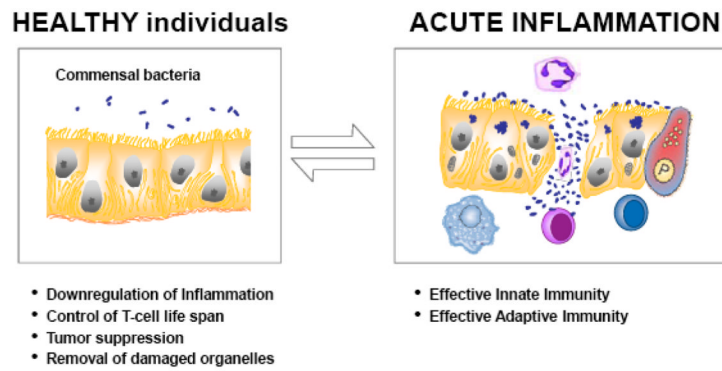 HEALTHY individuals
ACUTE INFLAMMATION
Commensal bacteria
P
• Downregulation of Inflammation
• Control of T-cell life span
• Tumor suppression
• Removal of damaged organelles
• Effective Innate Immunity
• Effective Adaptive Immunity